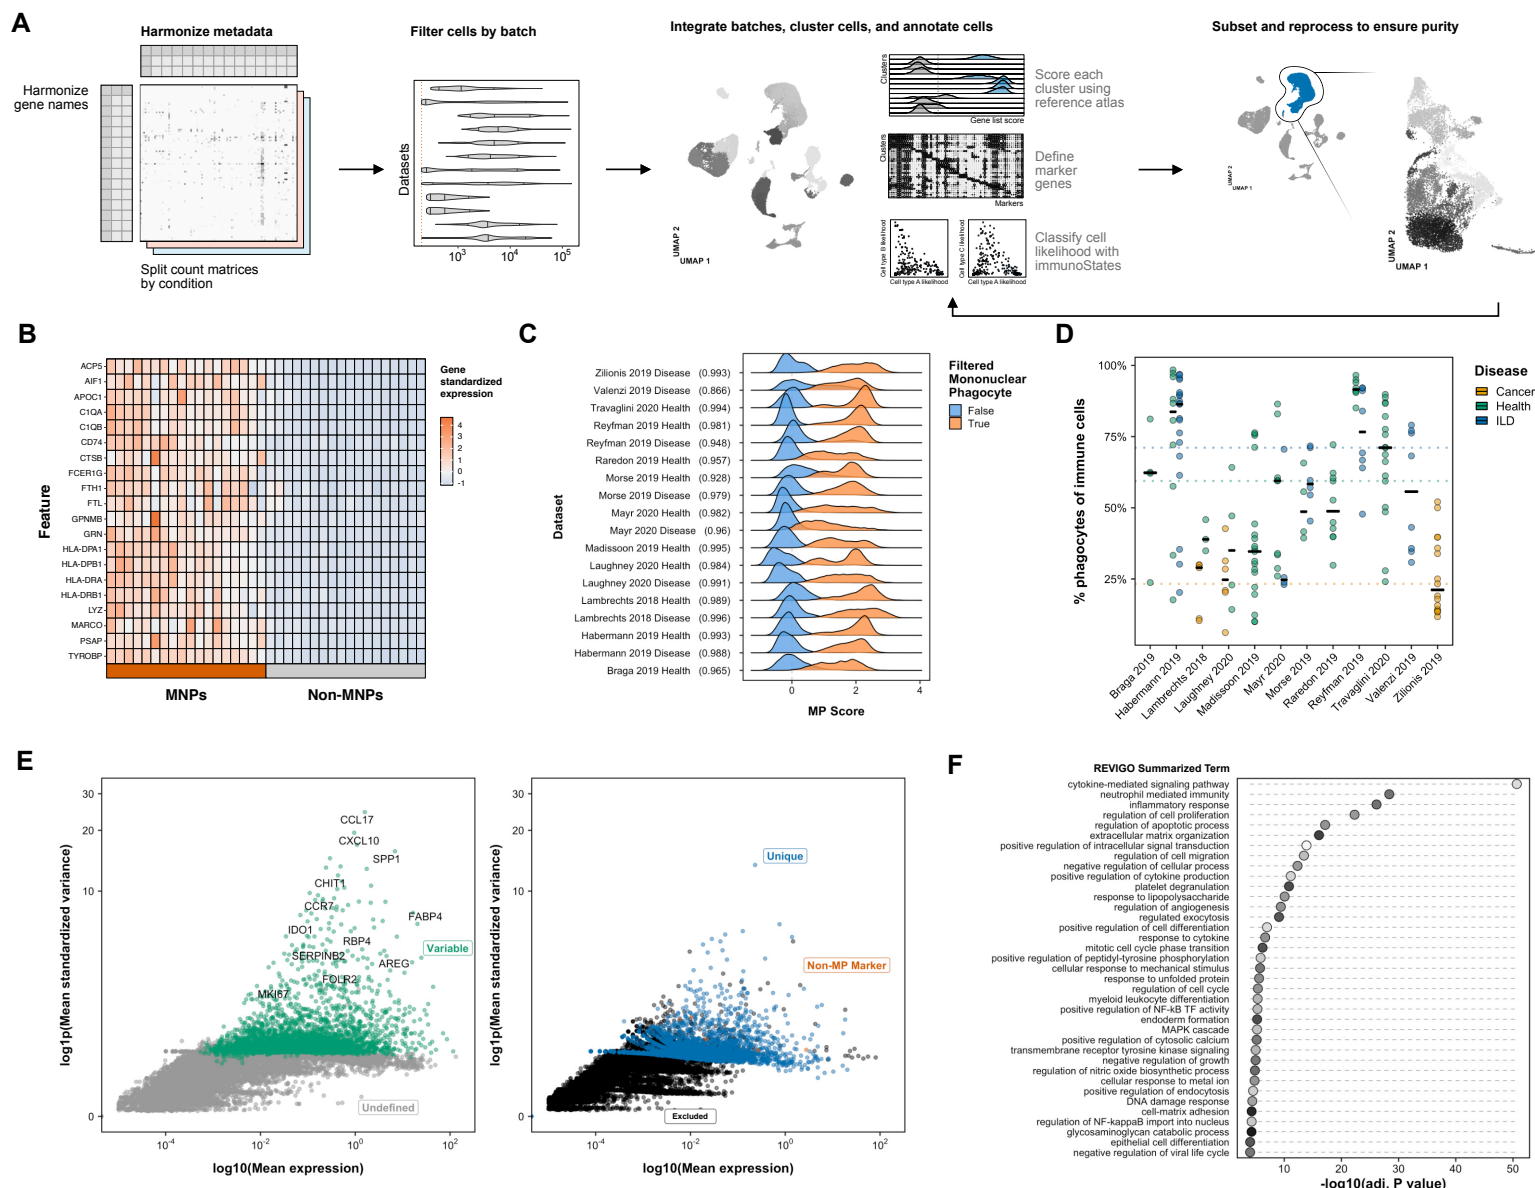 A
Harmonize metadata
Filter cells by batch
Integrate batches, cluster cells, and annotate cells
Subset and reprocess to ensure purity
Harmonize
gene names
Split count matrices
by condition
Datasets
10³
10⁴
10⁵
UMAP 2
UMAP 1
Clusters
Gene list score
Score each
cluster using
reference atlas
Clusters
Markers
Define
marker
genes
Cell type B likelihood
Cell type A likelihood
Cell type C likelihood
Cell type A likelihood
Classify cell
likelihood with
immunoStates
UMAP 2
UMAP 1
UMAP 2
UMAP 1
B
Feature
ACP5
AIF1
APOC1
C1QA
C1QB
CD74
CTSB
FCER1G
FTH1
FTL
GPNMB
GRN
HLA-DPA1
HLA-DPB1
HLA-DRA
HLA-DRB1
LYZ
MARCO
PSAP
TYROBP
MNPs
Non-MNPs
Gene
standardized
expression
4
3
2
1
0
-1
C
Dataset
Zilionis 2019 Disease (0.993)
Valenzi 2019 Disease (0.866)
Travaglini 2020 Health (0.994)
Reyfman 2019 Health (0.981)
Reyfman 2019 Disease (0.948)
Raredon 2019 Health (0.957)
Morse 2019 Health (0.928)
Morse 2019 Disease (0.979)
Mayr 2020 Health (0.982)
Mayr 2020 Disease (0.96)
Madissoon 2019 Health (0.995)
Laughney 2020 Health (0.984)
Laughney 2020 Disease (0.991)
Lambrechts 2018 Health (0.989)
Lambrechts 2018 Disease (0.996)
Habermann 2019 Health (0.993)
Habermann 2019 Disease (0.988)
Braga 2019 Health (0.965)
0
2
4
MP Score
Filtered
Mononuclear
Phagocyte
False
True
D
% phagocytes of immune cells
100%
75%
50%
25%
Braga 2019
Habermann 2019
Lambrechts 2018
Laughney 2020
Madissoon 2019
Mayr 2020
Morse 2019
Raredon 2019
Reyfman 2019
Travaglini 2020
Valenzi 2019
Zilionis 2019
Disease
Cancer
Health
ILD
E
log1p(Mean standardized variance)
30
20
10
0
CCL17
CXCL10
SPP1
CHIT1
CCR7
FABP4
IDO1
RBP4
Variable
SERPINB2
AREG
FOLR2
MKI67
Undefined
10⁻⁴
10⁻²
10⁰
10²
log10(Mean expression)
log1p(Mean standardized variance)
30
20
10
0
Unique
Non-MP Marker
Excluded
10⁻⁴
10⁻²
10⁰
10²
log10(Mean expression)
F
REVIGO Summarized Term
cytokine-mediated signaling pathway
neutrophil mediated immunity
inflammatory response
regulation of cell proliferation
regulation of apoptotic process
extracellular matrix organization
positive regulation of intracellular signal transduction
regulation of cell migration
negative regulation of cellular process
positive regulation of cytokine production
platelet degranulation
response to lipopolysaccharide
regulation of angiogenesis
regulated exocytosis
positive regulation of cell differentiation
response to cytokine
mitotic cell cycle phase transition
positive regulation of peptidyl-tyrosine phosphorylation
cellular response to mechanical stimulus
response to unfolded protein
regulation of cell cycle
myeloid leukocyte differentiation
positive regulation of NF-kB TF activity
endoderm formation
MAPK cascade
positive regulation of cytosolic calcium
transmembrane receptor tyrosine kinase signaling
negative regulation of growth
regulation of nitric oxide biosynthetic process
cellular response to metal ion
positive regulation of endocytosis
DNA damage response
cell-matrix adhesion
regulation of NF-kappaB import into nucleus
glycosaminoglycan catabolic process
epithelial cell differentiation
negative regulation of viral life cycle
10
20
30
40
50
-log10(adj. P value)